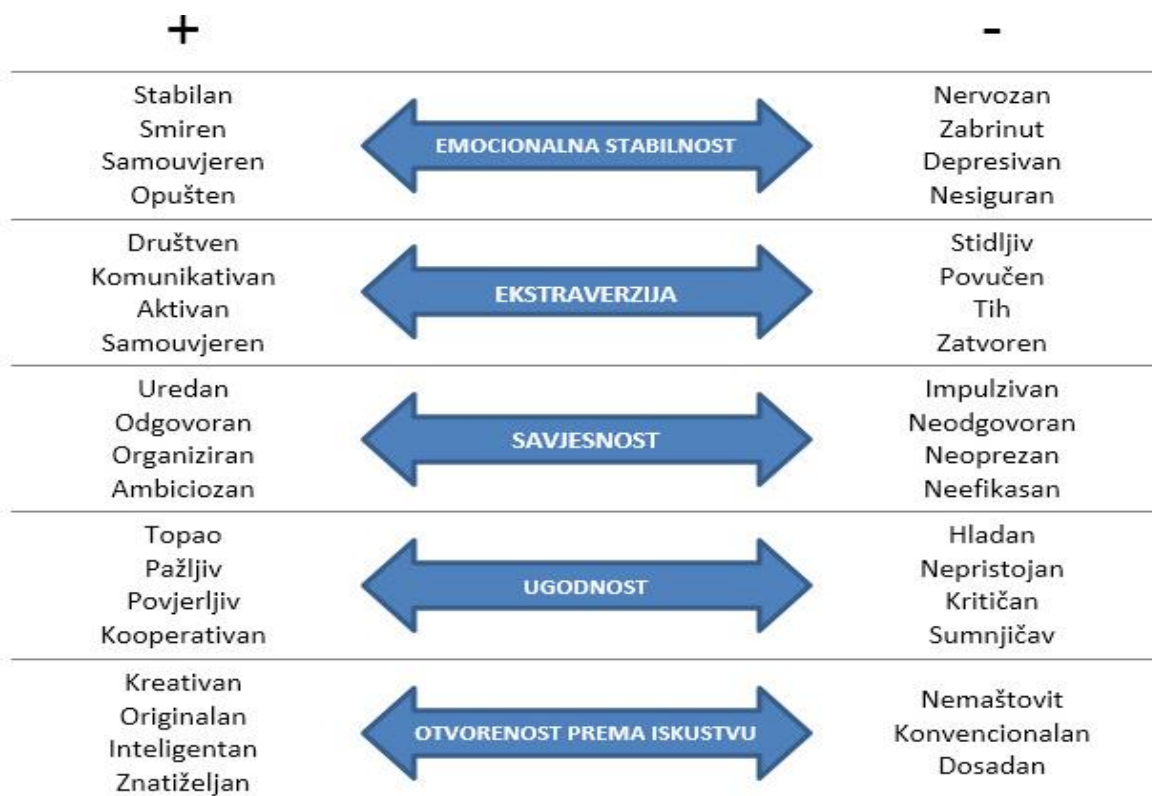 +
-
Stabilan
Smiren
Samouvjeren
Opušten
EMOCIONALNA STABILNOST
Nervozan
Zabrinut
Depresivan
Nesiguran
Društven
Komunikativan
Aktivan
Samouvjeren
EKSTRAVERZIJA
Stidljiv
Povučen
Tih
Zatvoren
Uredan
Odgovoran
Organiziran
Ambiciozan
SAVJESNOST
Impulzivan
Neodgovoran
Neoprezan
Neefikasan
Topao
Pažljiv
Povjerljiv
Kooperativan
UGODNOST
Hladan
Nepristojan
Kritičan
Sumnjičav
Kreativan
Originalan
Inteligentan
Znatiželjan
OTVORENOST PREMA ISKUSTVU
Nemaštovit
Konvencionalan
Dosadan